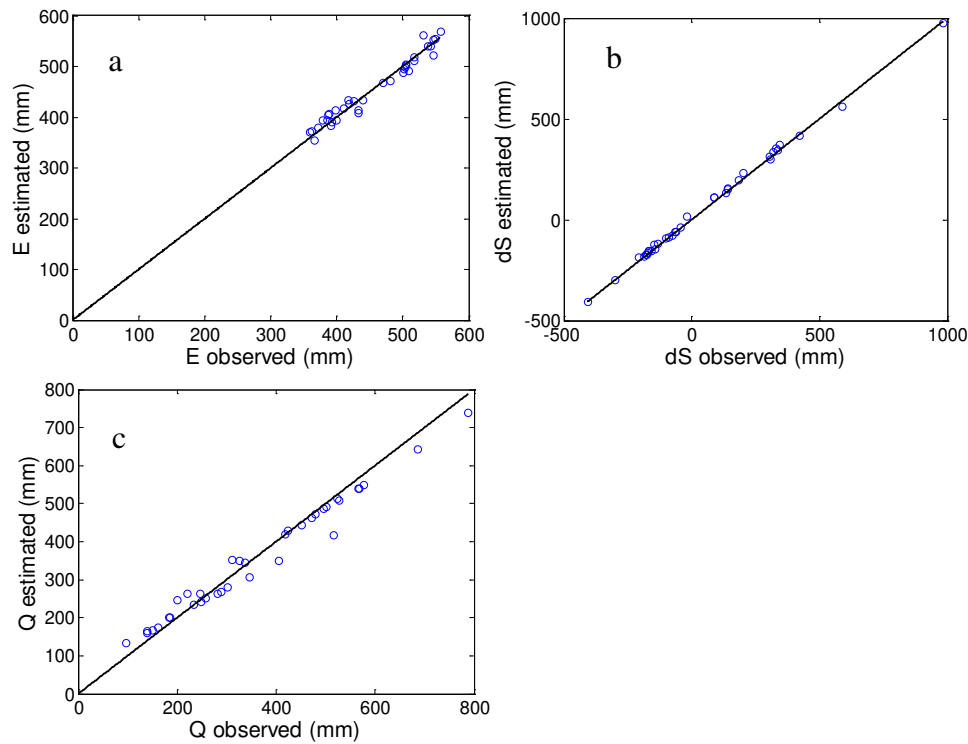 600
500
400
300
200
100
0
E estimated (mm)
a
0 100 200 300 400 500 600
E observed (mm)
1000
500
0
-500
dS estimated (mm)
b
-500 0 500 1000
dS observed (mm)
800
700
600
500
400
300
200
100
0
Q estimated (mm)
c
0 200 400 600 800
Q observed (mm)